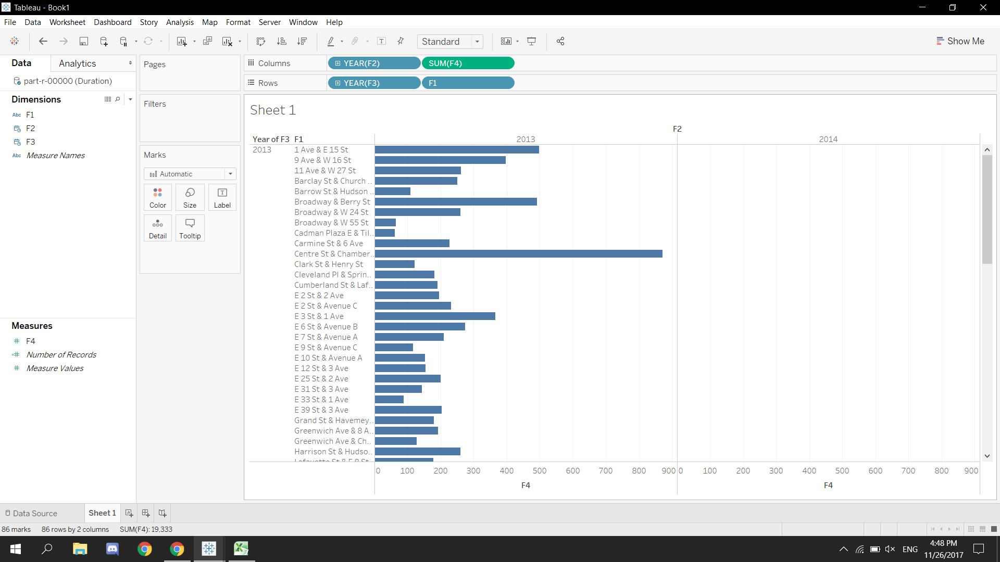 Tableau - Book1
File Data Worksheet Dashboard Story Analysis Map Format Server Window Help
Standard
Show Me
Data Analytics
part-r-00000 (Duration)
Dimensions
Abc F1
F2
F3
Abc Measure Names
Measures
F4
Number of Records
Measure Values
Pages
Filters
Marks
Automatic
Color Size Label
Detail Tooltip
Columns YEAR(F2) SUM(F4)
Rows YEAR(F3) F1
Sheet 1
F2
Year of F3 F1 2013 2014
2013 1 Ave & E 15 St
9 Ave & W 16 St
11 Ave & W 27 St
Barclay St & Church ..
Barrow St & Hudson ..
Broadway & Berry St
Broadway & W 24 St
Broadway & W 55 St
Cadman Plaza E & Til..
Carmine St & 6 Ave
Centre St & Chamber..
Clark St & Henry St
Cleveland Pl & Sprin..
Cumberland St & Laf..
E 2 St & 2 Ave
E 2 St & Avenue C
E 3 St & 1 Ave
E 6 St & Avenue B
E 7 St & Avenue A
E 9 St & Avenue C
E 10 St & Avenue A
E 12 St & 3 Ave
E 25 St & 2 Ave
E 31 St & 3 Ave
E 33 St & 1 Ave
E 39 St & 3 Ave
Grand St & Havemey..
Greenwich Ave & 8 A..
Greenwich Ave & Ch..
Harrison St & Hudso..
Lafayette St & E 8 St
0 100 200 300 400 500 600 700 800 900 0 100 200 300 400 500 600 700 800 900
F4 F4
Data Source Sheet 1
86 marks 86 rows by 2 columns SUM(F4): 19,333
ENG
4:48 PM
11/26/2017